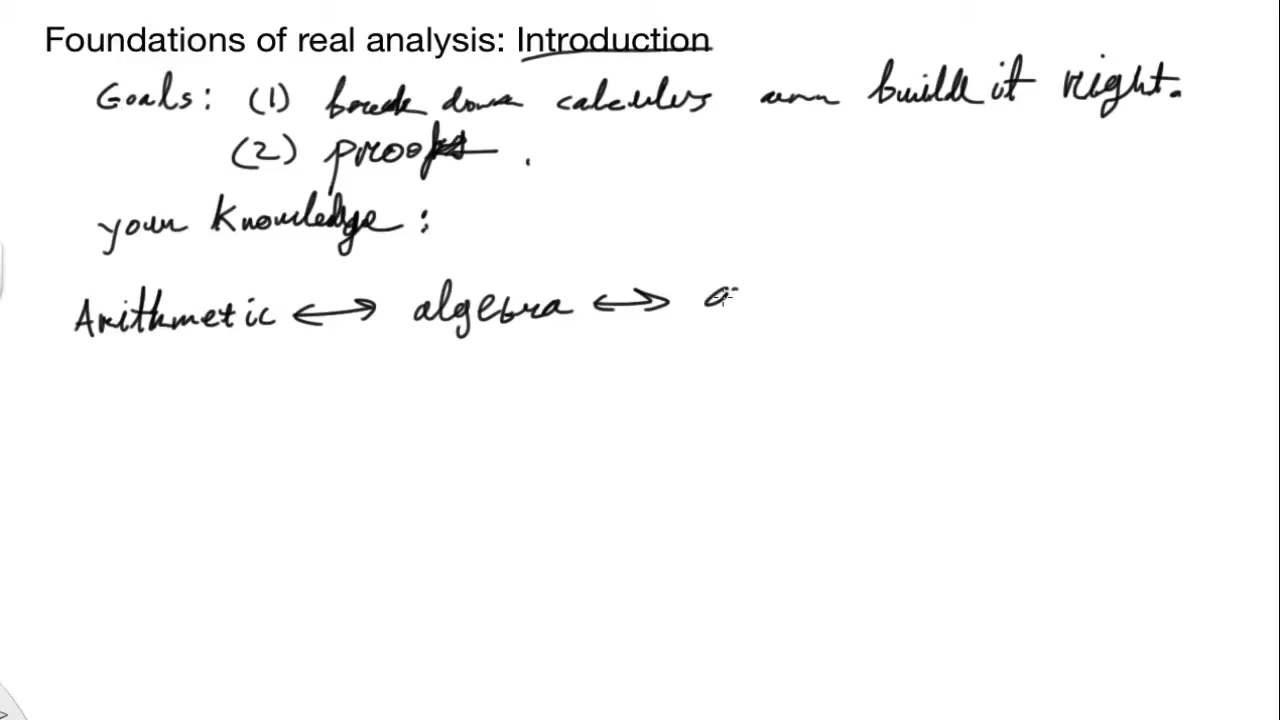 Foundations of real analysis: Introduction
Goals: (1) break down calculus and build it right.
(2) proofs.
your knowledge:
Arithmetic ↔ algebra ↔